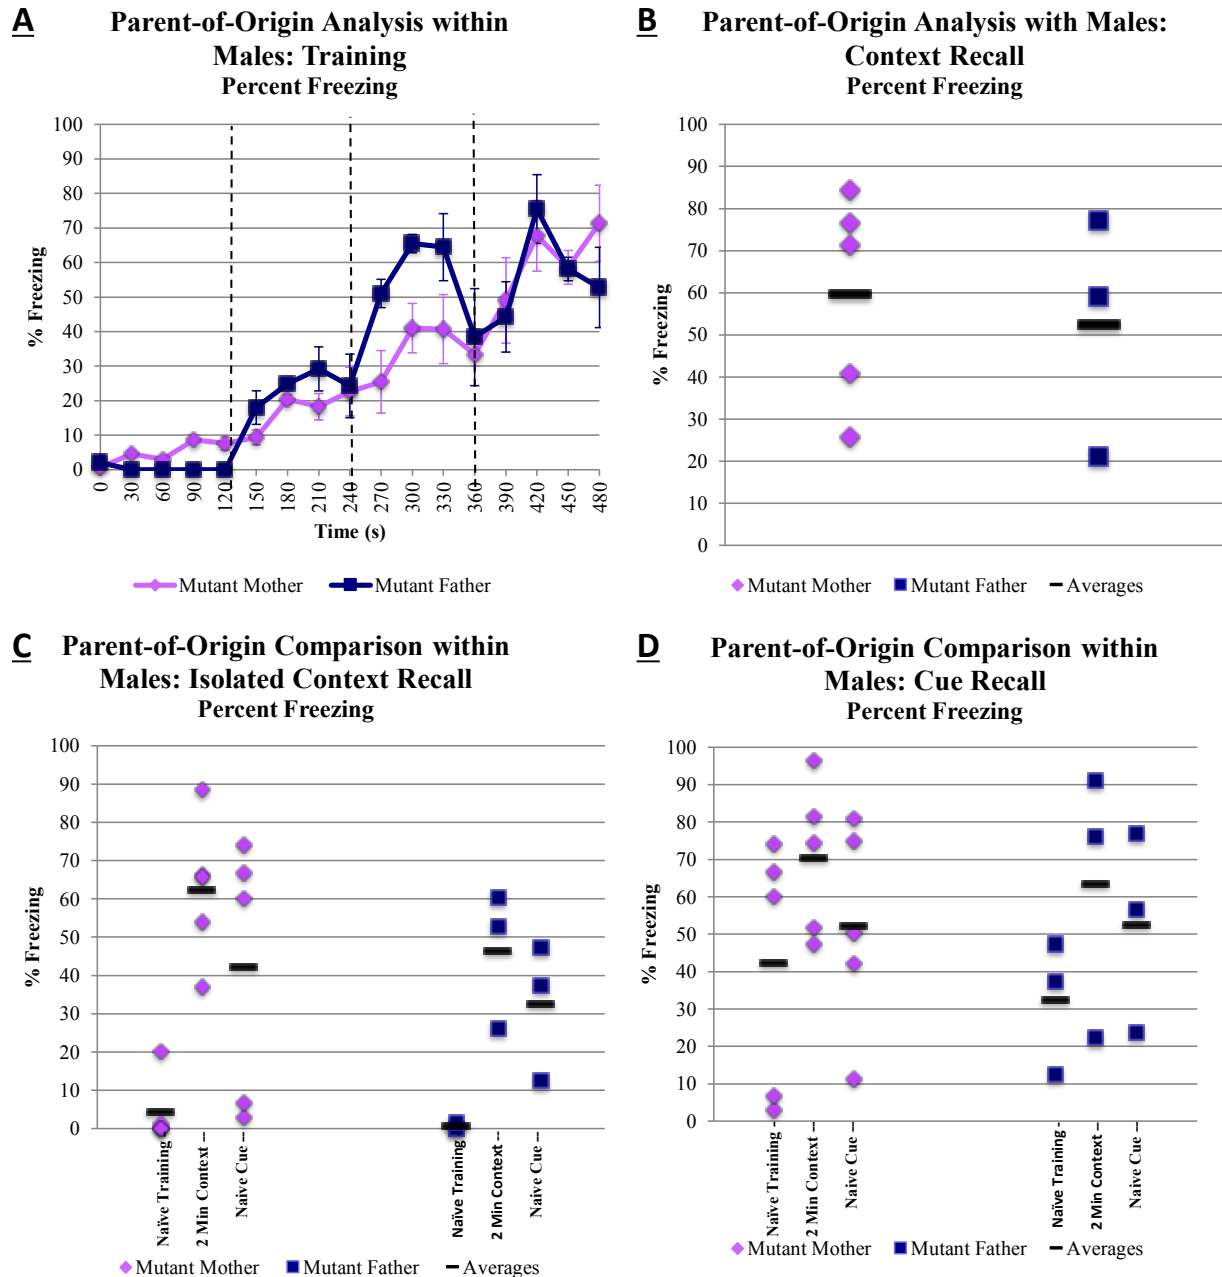 A
Parent-of-Origin Analysis within
Males: Training
Percent Freezing
100
90
80
70
60
50
40
30
20
10
0
% Freezing
0
30
60
90
120
150
180
210
240
270
300
330
360
390
420
450
480
Time (s)
Mutant Mother
Mutant Father
B
Parent-of-Origin Analysis with Males:
Context Recall
Percent Freezing
100
90
80
70
60
50
40
30
20
10
0
% Freezing
Mutant Mother
Mutant Father
Averages
C
Parent-of-Origin Comparison within
Males: Isolated Context Recall
Percent Freezing
100
90
80
70
60
50
40
30
20
10
0
% Freezing
Naïve Training
2 Min Context
Naïve Cue
Naïve Training
2 Min Context
Naïve Cue
Mutant Mother
Mutant Father
Averages
D
Parent-of-Origin Comparison within
Males: Cue Recall
Percent Freezing
100
90
80
70
60
50
40
30
20
10
0
% Freezing
Naïve Training
2 Min Context
Naïve Cue
Naïve Training
2 Min Context
Naïve Cue
Mutant Mother
Mutant Father
Averages